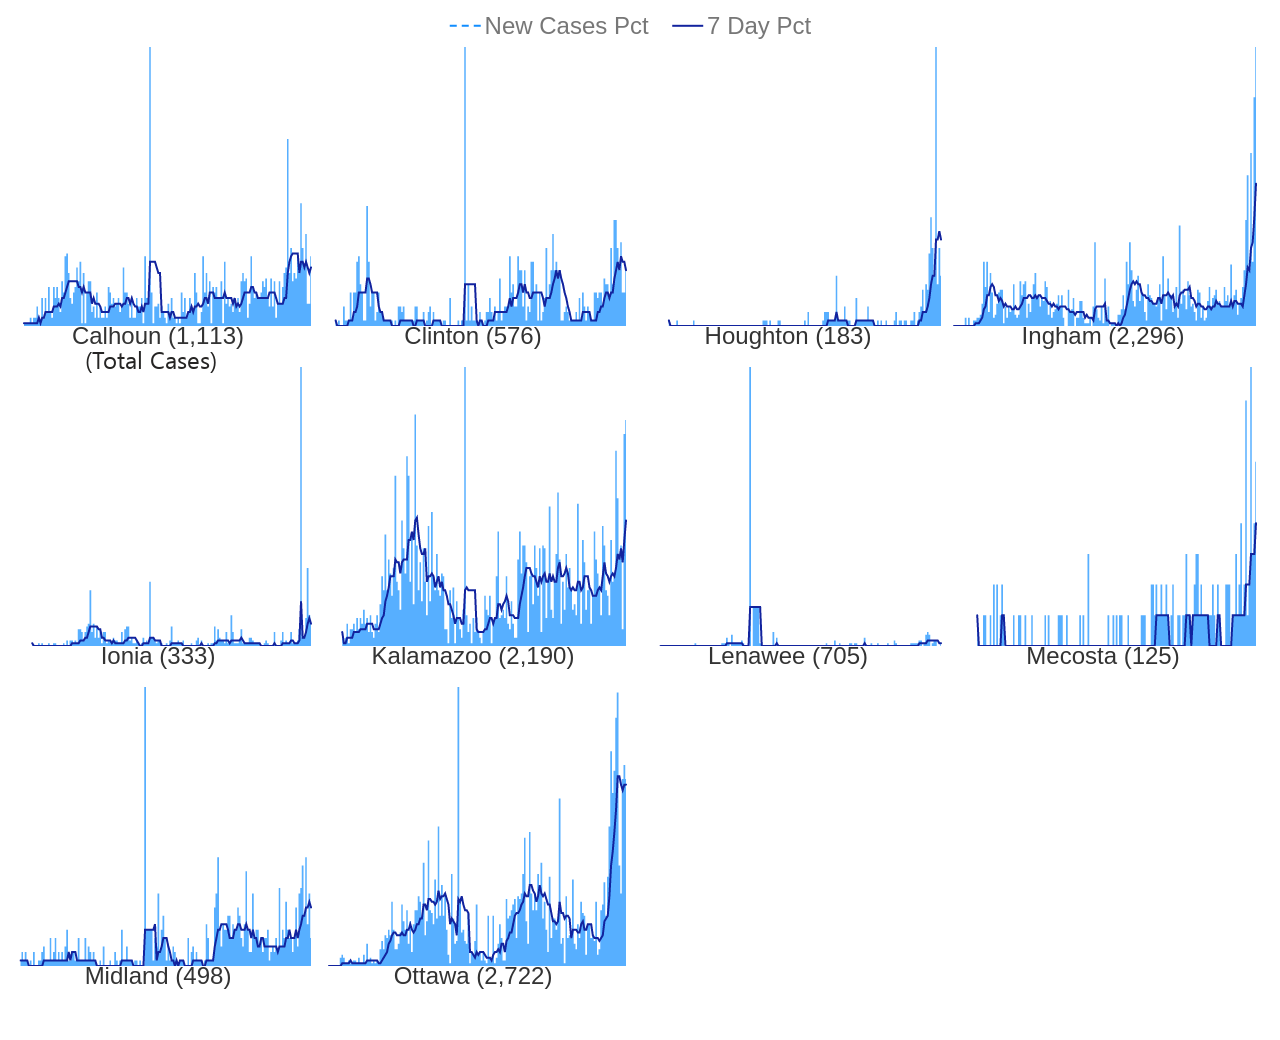 New Cases Pct 7 Day Pct
Calhoun (1,113) Clinton (576) Houghton (183) Ingham (2,296)
(Total Cases)
Ionia (333) Kalamazoo (2,190) Lenawee (705) Mecosta (125)
Midland (498) Ottawa (2,722)